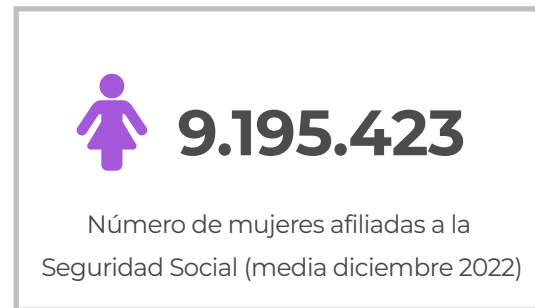 9.195.423
Número de mujeres afiliadas a la
Seguridad Social (media diciembre 2022)